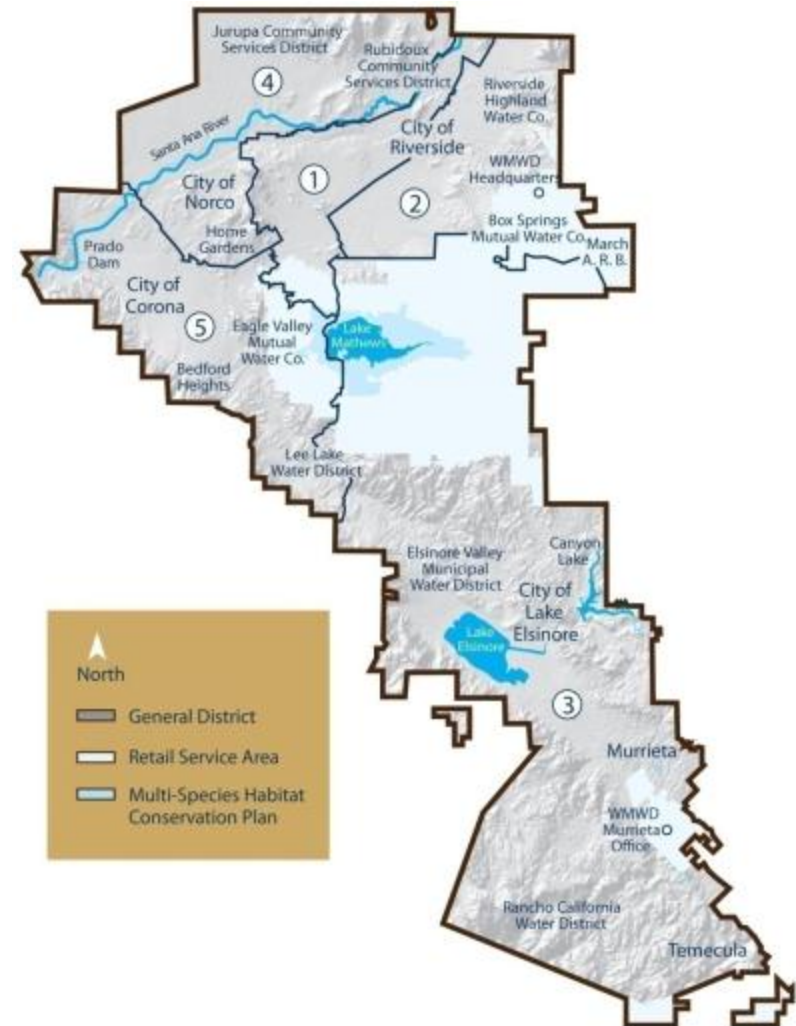 Jurupa Community
Services District
Rubidoux
Community
Services District
4
Riverside
Highland
Water Co.
Santa Ana River
City of
Riverside
WMWD
Headquarters
City of
Norco
1
2
Home
Gardens
Box Springs
Mutual Water Co.
March
A. R. B.
Prado
Dam
City of
Corona
5
Eagle Valley
Mutual
Water Co.
Lake
Mathews
Bedford
Heights
Lee Lake
Water District
Elsinore Valley
Municipal
Water District
Canyon
Lake
City of
Lake
Elsinore
Lake
Elsinore
3
North
General District
Retail Service Area
Multi-Species Habitat
Conservation Plan
Murrieta
WMWD
Murrieta
Office
Rancho California
Water District
Temecula